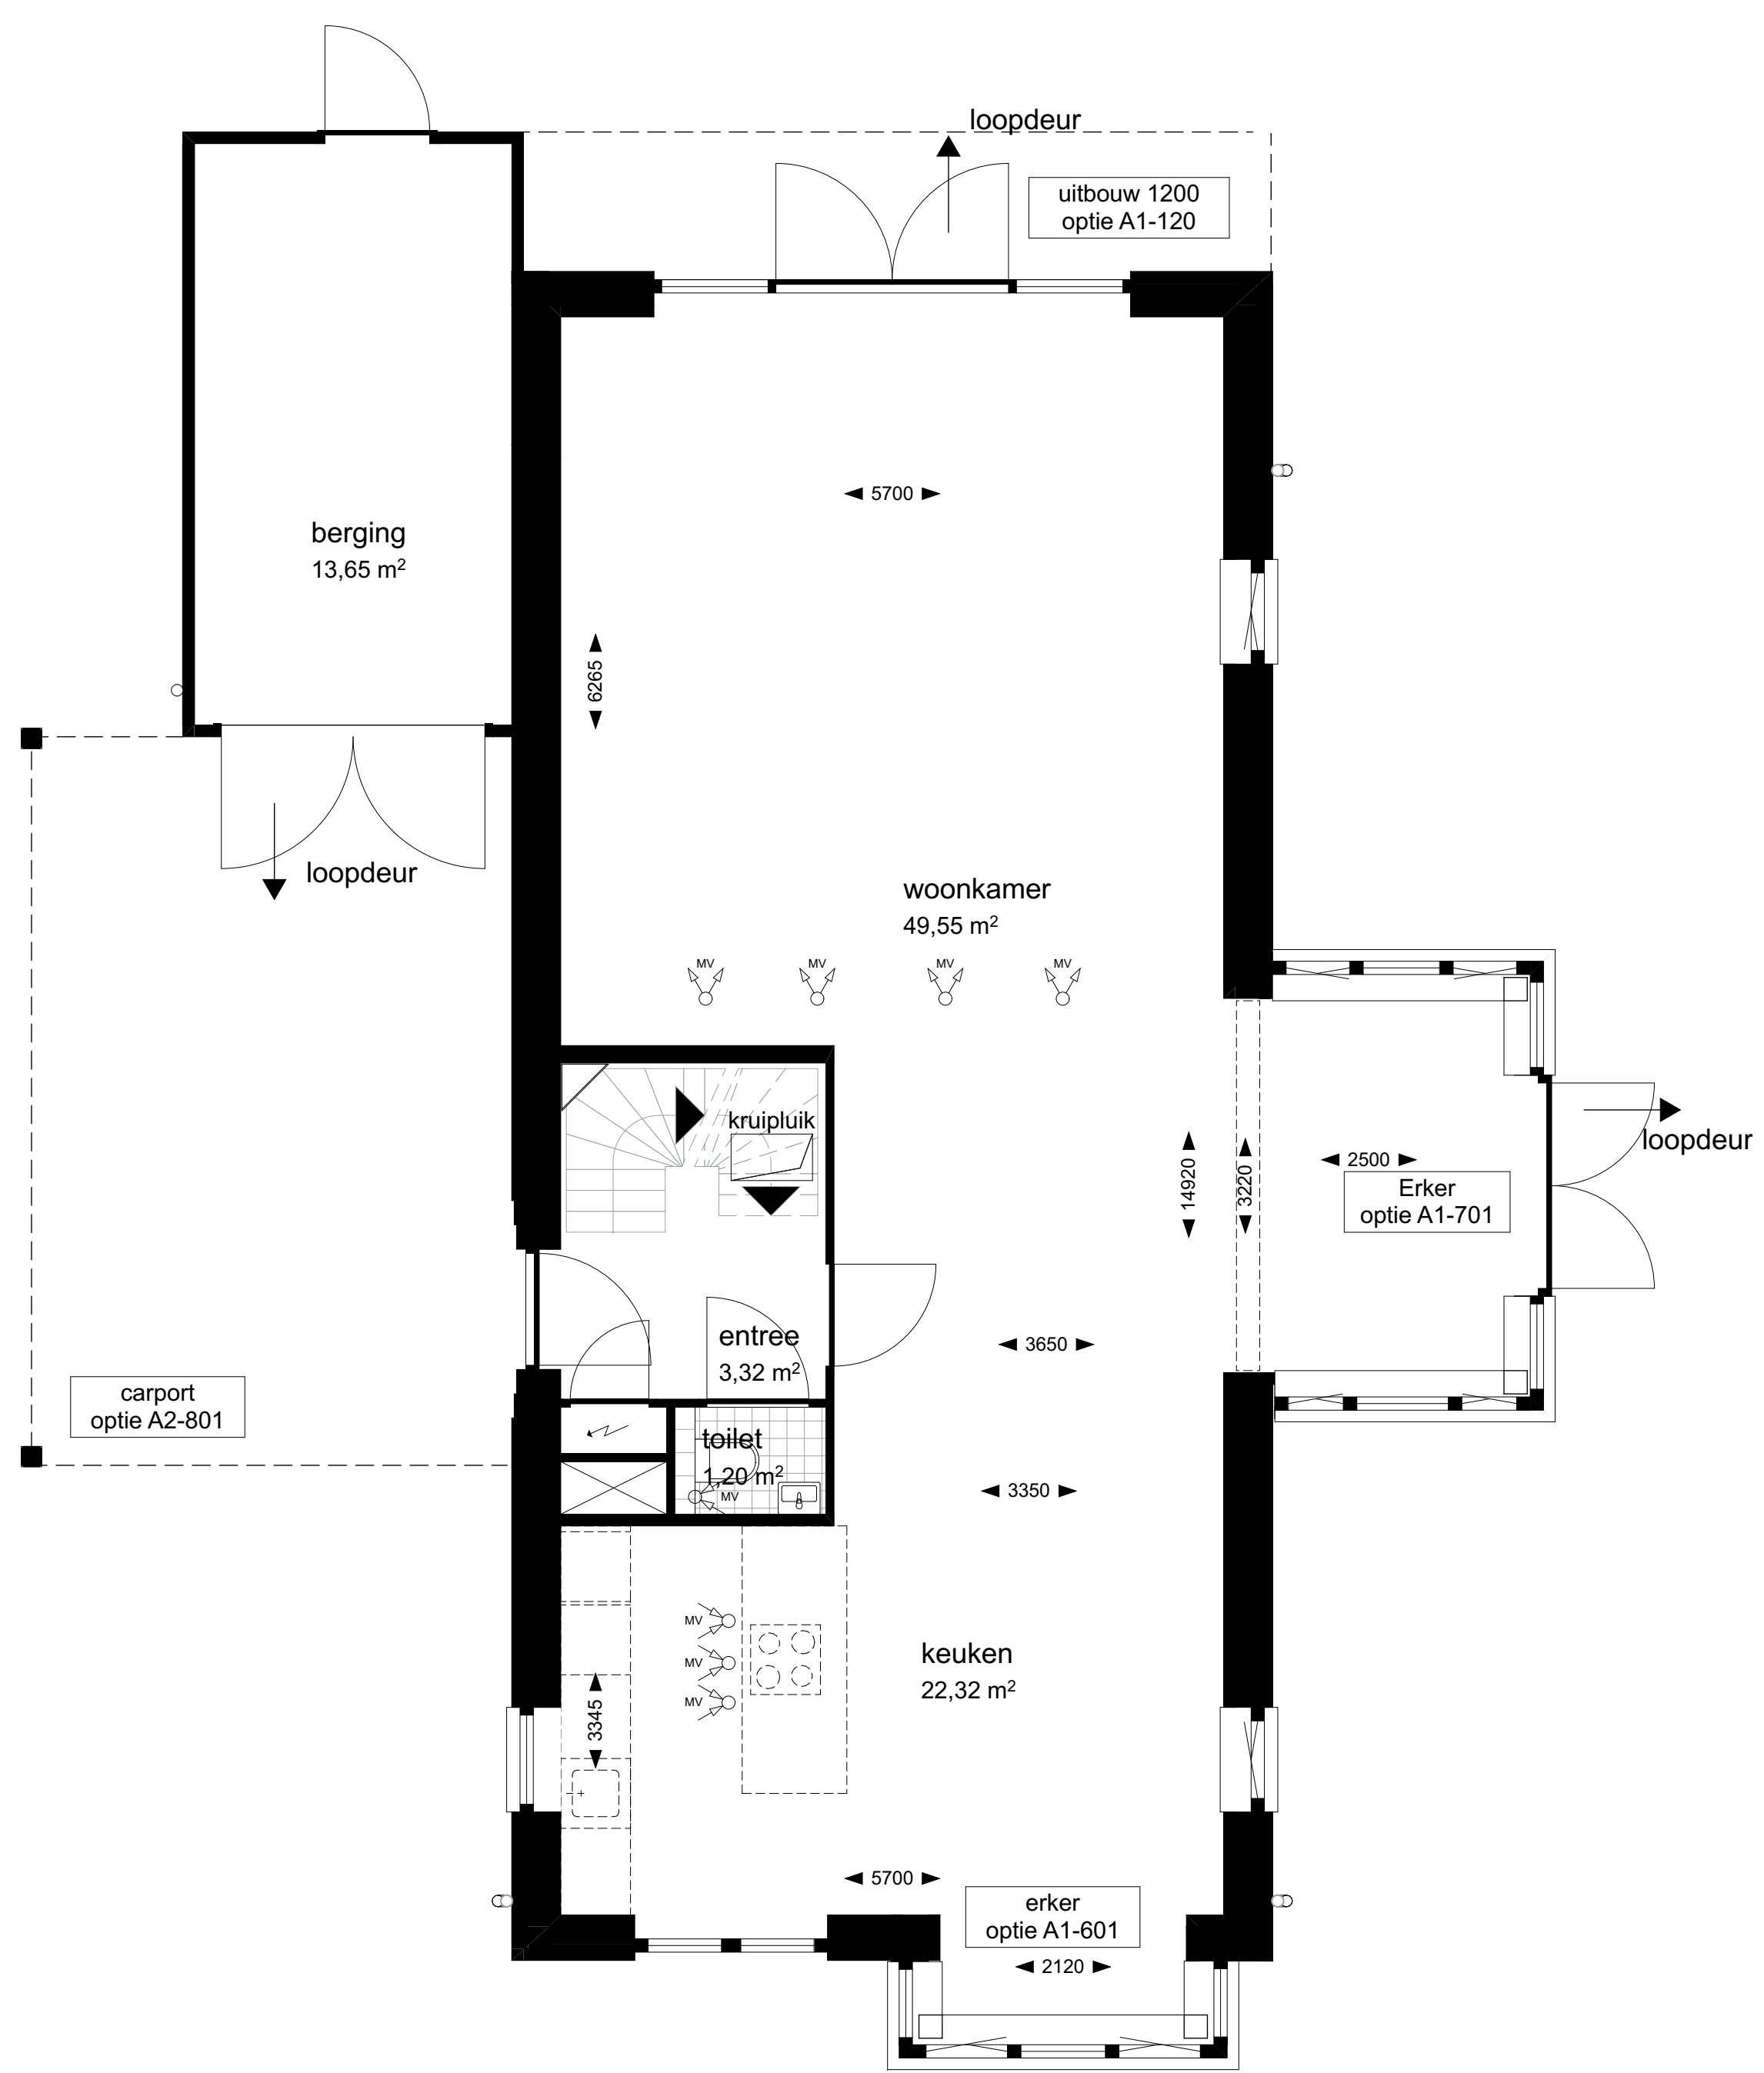 loopdeur
uitbouw 1200
optie A1-120
5700
berging
13,65 m²
6265
loopdeur
woonkamer
49,55 m²
MV
MV
MV
MV
kruipluik
loopdeur
14920
3220
2500
Erker
optie A1-701
entree
3,32 m²
3650
carport
optie A2-801
toilet
1,20 m²
MV
3350
MV
MV
MV
keuken
22,32 m²
3345
5700
erker
optie A1-601
2120